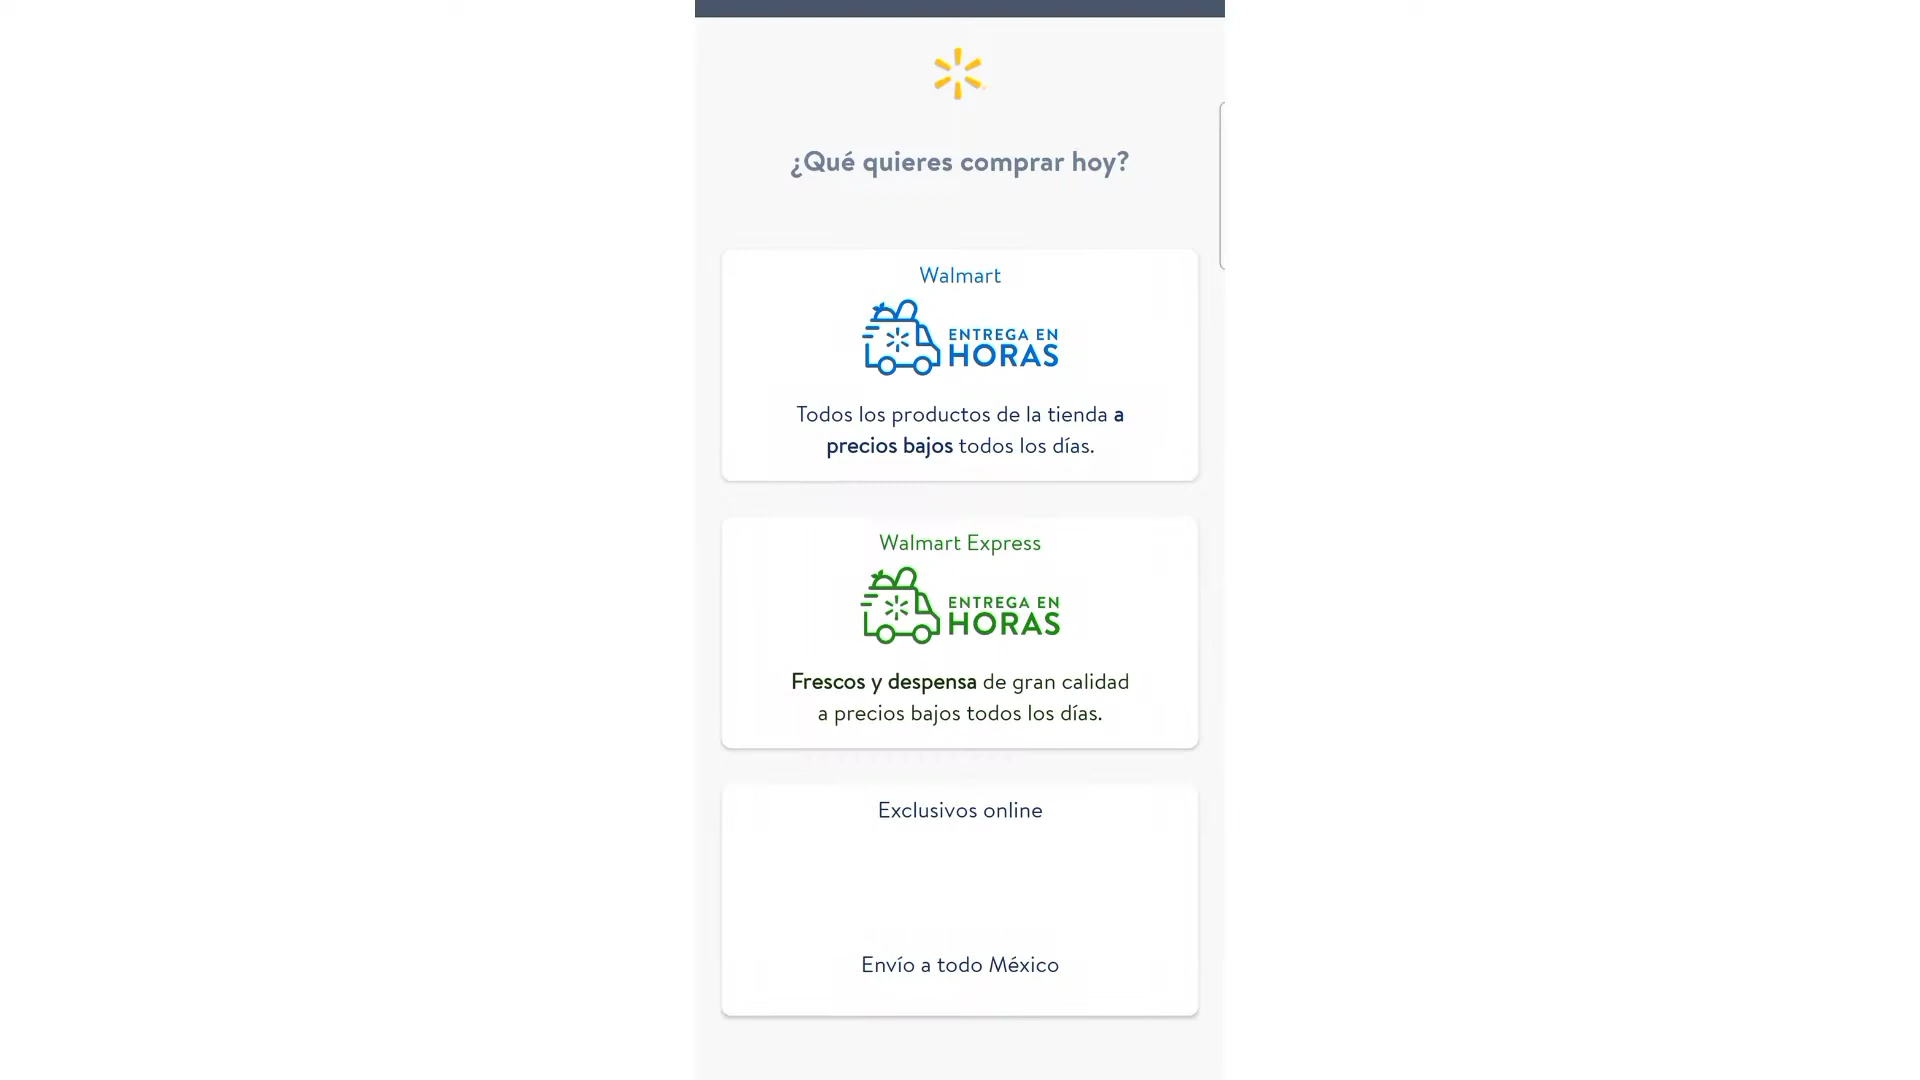 ¿Qué quieres comprar hoy?
Walmart
ENTREGA EN
HORAS
Todos los productos de la tienda a
precios bajos todos los días.
Walmart Express
ENTREGA EN
HORAS
Frescos y despensa de gran calidad
a precios bajos todos los días.
Exclusivos online
Envío a todo México